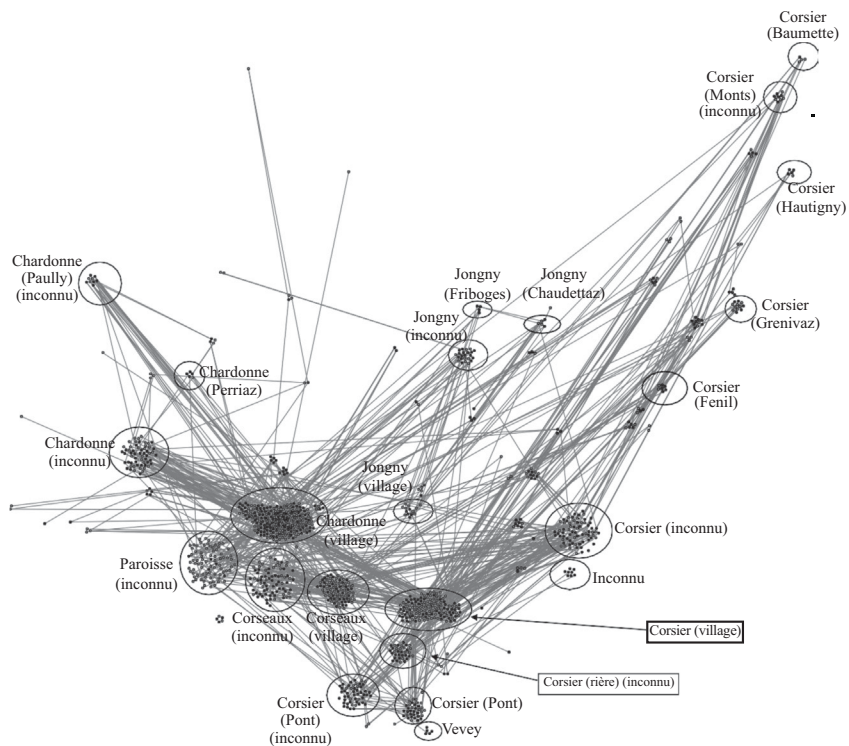 Corsier
(Baumette)
Corsier
(Monts)
(inconnu)
Corsier
(Hautigny)
Chardonne
(Paully)
(inconnu)
Jongny
(Friboges)
Jongny
(Chaudettaz)
Jongny
(inconnu)
Corsier
(Grenivaz)
Chardonne
(Perriaz)
Corsier
(Fenil)
Chardonne
(inconnu)
Jongny
(village)
Chardonne
(village)
Corsier (inconnu)
Paroisse
(inconnu)
Inconnu
Corseaux
(inconnu)
Corseaux
(village)
Corsier (village)
Corsier (rière) (inconnu)
Corsier
(Pont)
(inconnu)
Corsier (Pont)
Vevey